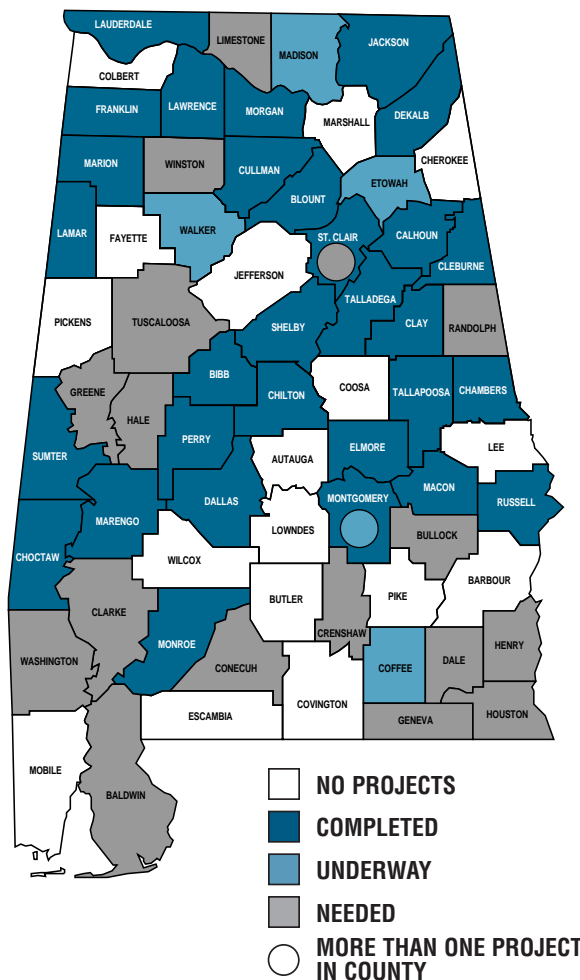 LAUDERDALE
LIMESTONE
MADISON
JACKSON
COLBERT
FRANKLIN
LAWRENCE
MORGAN
MARSHALL
DEKALB
CHEROKEE
MARION
WINSTON
CULLMAN
BLOUNT
ETOWAH
LAMAR
FAYETTE
WALKER
JEFFERSON
ST. CLAIR
CALHOUN
CLEBURNE
PICKENS
TUSCALOOSA
SHELBY
TALLADEGA
CLAY
RANDOLPH
GREENE
HALE
BIBB
CHILTON
COOSA
TALLAPOOSA
CHAMBERS
SUMTER
PERRY
AUTAUGA
ELMORE
LEE
MARENGO
DALLAS
LOWNDES
MONTGOMERY
MACON
RUSSELL
CHOCTAW
WILCOX
BULLOCK
CLARKE
BUTLER
PIKE
BARBOUR
WASHINGTON
MONROE
CONECUH
CRENSHAW
COFFEE
DALE
HENRY
ESCAMBIA
COVINGTON
GENEVA
HOUSTON
MOBILE
BALDWIN
NO PROJECTS
COMPLETED
UNDERWAY
NEEDED
MORE THAN ONE PROJECT
IN COUNTY